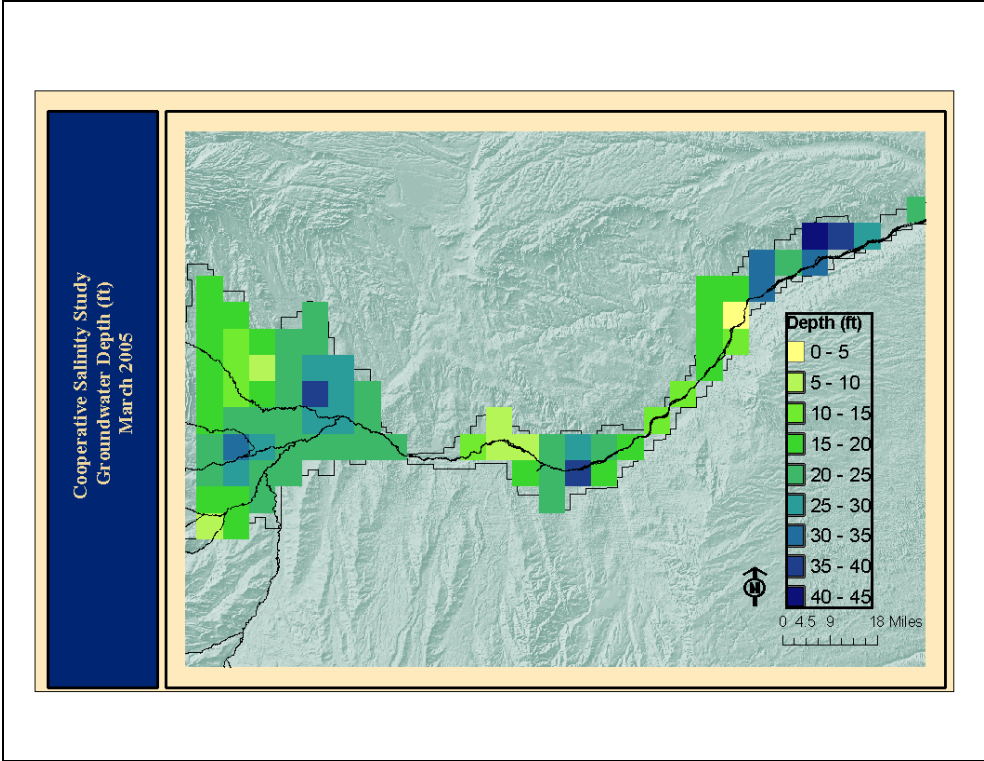 Cooperative Salinity Study
Groundwater Depth (ft)
March 2005
Depth (ft)
0 - 5
5 - 10
10 - 15
15 - 20
20 - 25
25 - 30
30 - 35
35 - 40
40 - 45
N
0 4.5 9 18 Miles